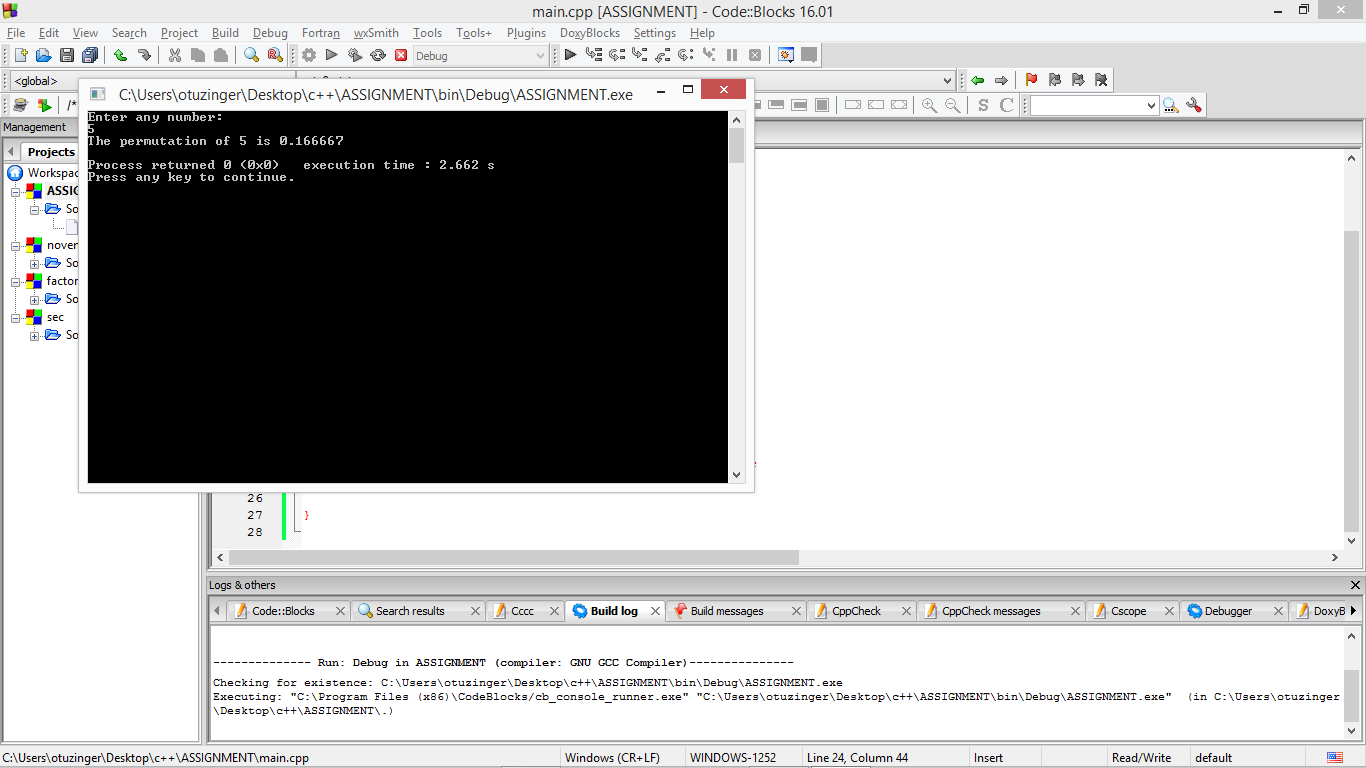 main.cpp [ASSIGNMENT] - Code::Blocks 16.01
File Edit View Search Project Build Debug Fortran wxSmith Tools Tools+ Plugins DoxyBlocks Settings Help
Debug
<global>
C:\Users\otuzinger\Desktop\c++\ASSIGNMENT\bin\Debug\ASSIGNMENT.exe
/*
S C
Enter any number:
5
The permutation of 5 is 0.166667
Process returned 0 (0x0) execution time : 2.662 s
Press any key to continue.
Management
Projects
Workspac
ASSIG
So
nover
So
factor
So
sec
So
26
27 }
28
Logs & others
Code::Blocks Search results Cccc Build log Build messages CppCheck CppCheck messages Cscope Debugger DoxyB
-------------- Run: Debug in ASSIGNMENT (compiler: GNU GCC Compiler)---------------
Checking for existence: C:\Users\otuzinger\Desktop\c++\ASSIGNMENT\bin\Debug\ASSIGNMENT.exe
Executing: "C:\Program Files (x86)\CodeBlocks/cb_console_runner.exe" "C:\Users\otuzinger\Desktop\c++\ASSIGNMENT\bin\Debug\ASSIGNMENT.exe" (in C:\Users\otuzinger
\Desktop\c++\ASSIGNMENT\.)
C:\Users\otuzinger\Desktop\c++\ASSIGNMENT\main.cpp Windows (CR+LF) WINDOWS-1252 Line 24, Column 44 Insert Read/Write default